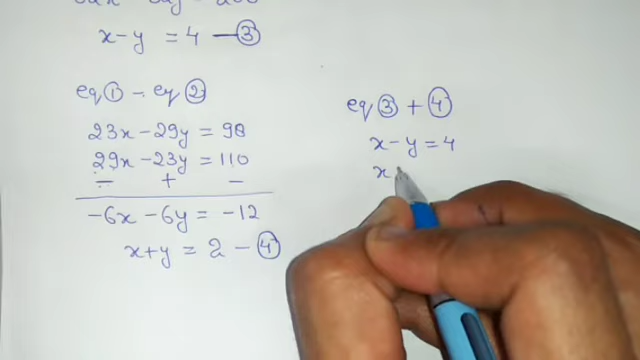 x-y = 4 — ③
eq ① - eq ②
23x - 29y = 98
29x - 23y = 110
- + -
-6x - 6y = -12
x+y = 2 - ④
eq ③ + ④
x - y = 4
x